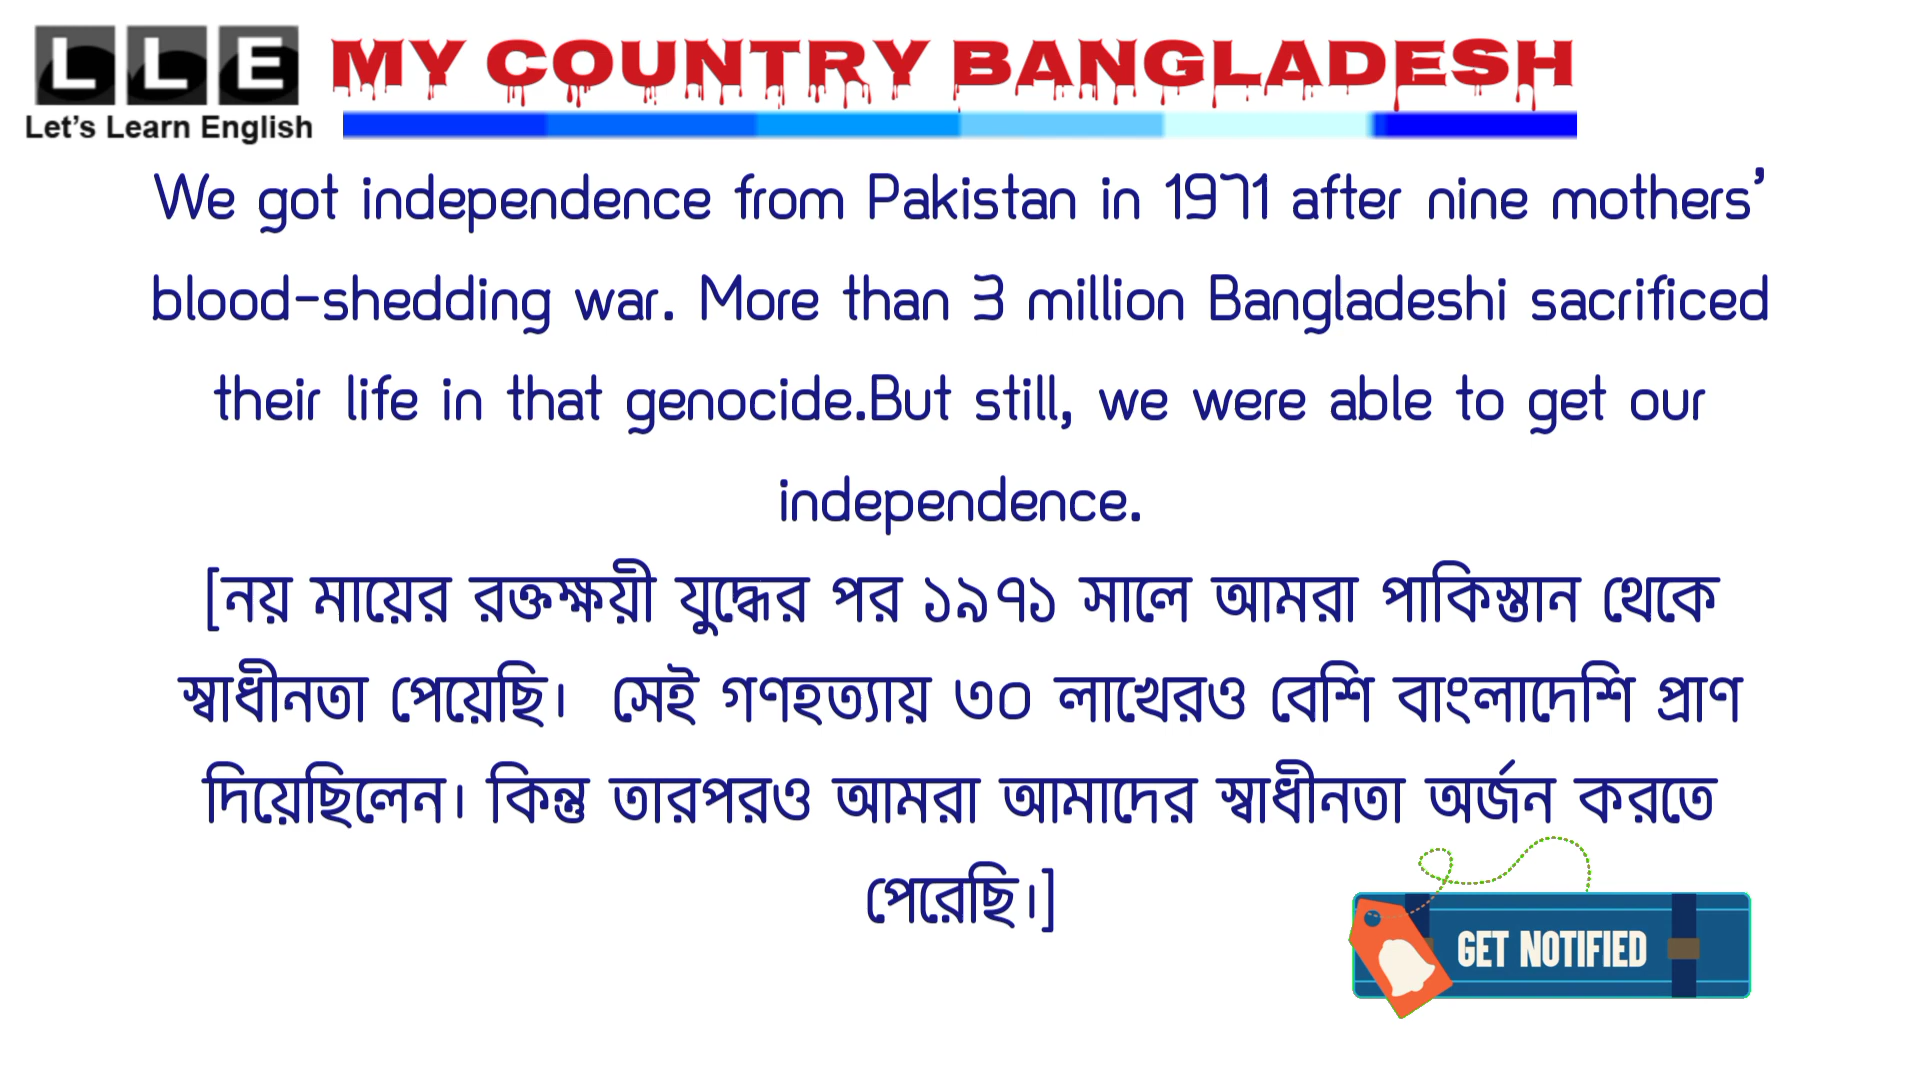 LLE
Let's Learn English
MY COUNTRY BANGLADESH
We got independence from Pakistan in 1971 after nine mothers'
blood-shedding war. More than 3 million Bangladeshi sacrificed
their life in that genocide.But still, we were able to get our
independence.
[নয় মায়ের রক্তক্ষয়ী যুদ্ধের পর ১৯৭১ সালে আমরা পাকিস্তান থেকে
স্বাধীনতা পেয়েছি। সেই গণহত্যায় ৩০ লাখেরও বেশি বাংলাদেশি প্রাণ
দিয়েছিলেন। কিন্তু তারপরও আমরা আমাদের স্বাধীনতা অর্জন করতে
পেরেছি।]
GET NOTIFIED